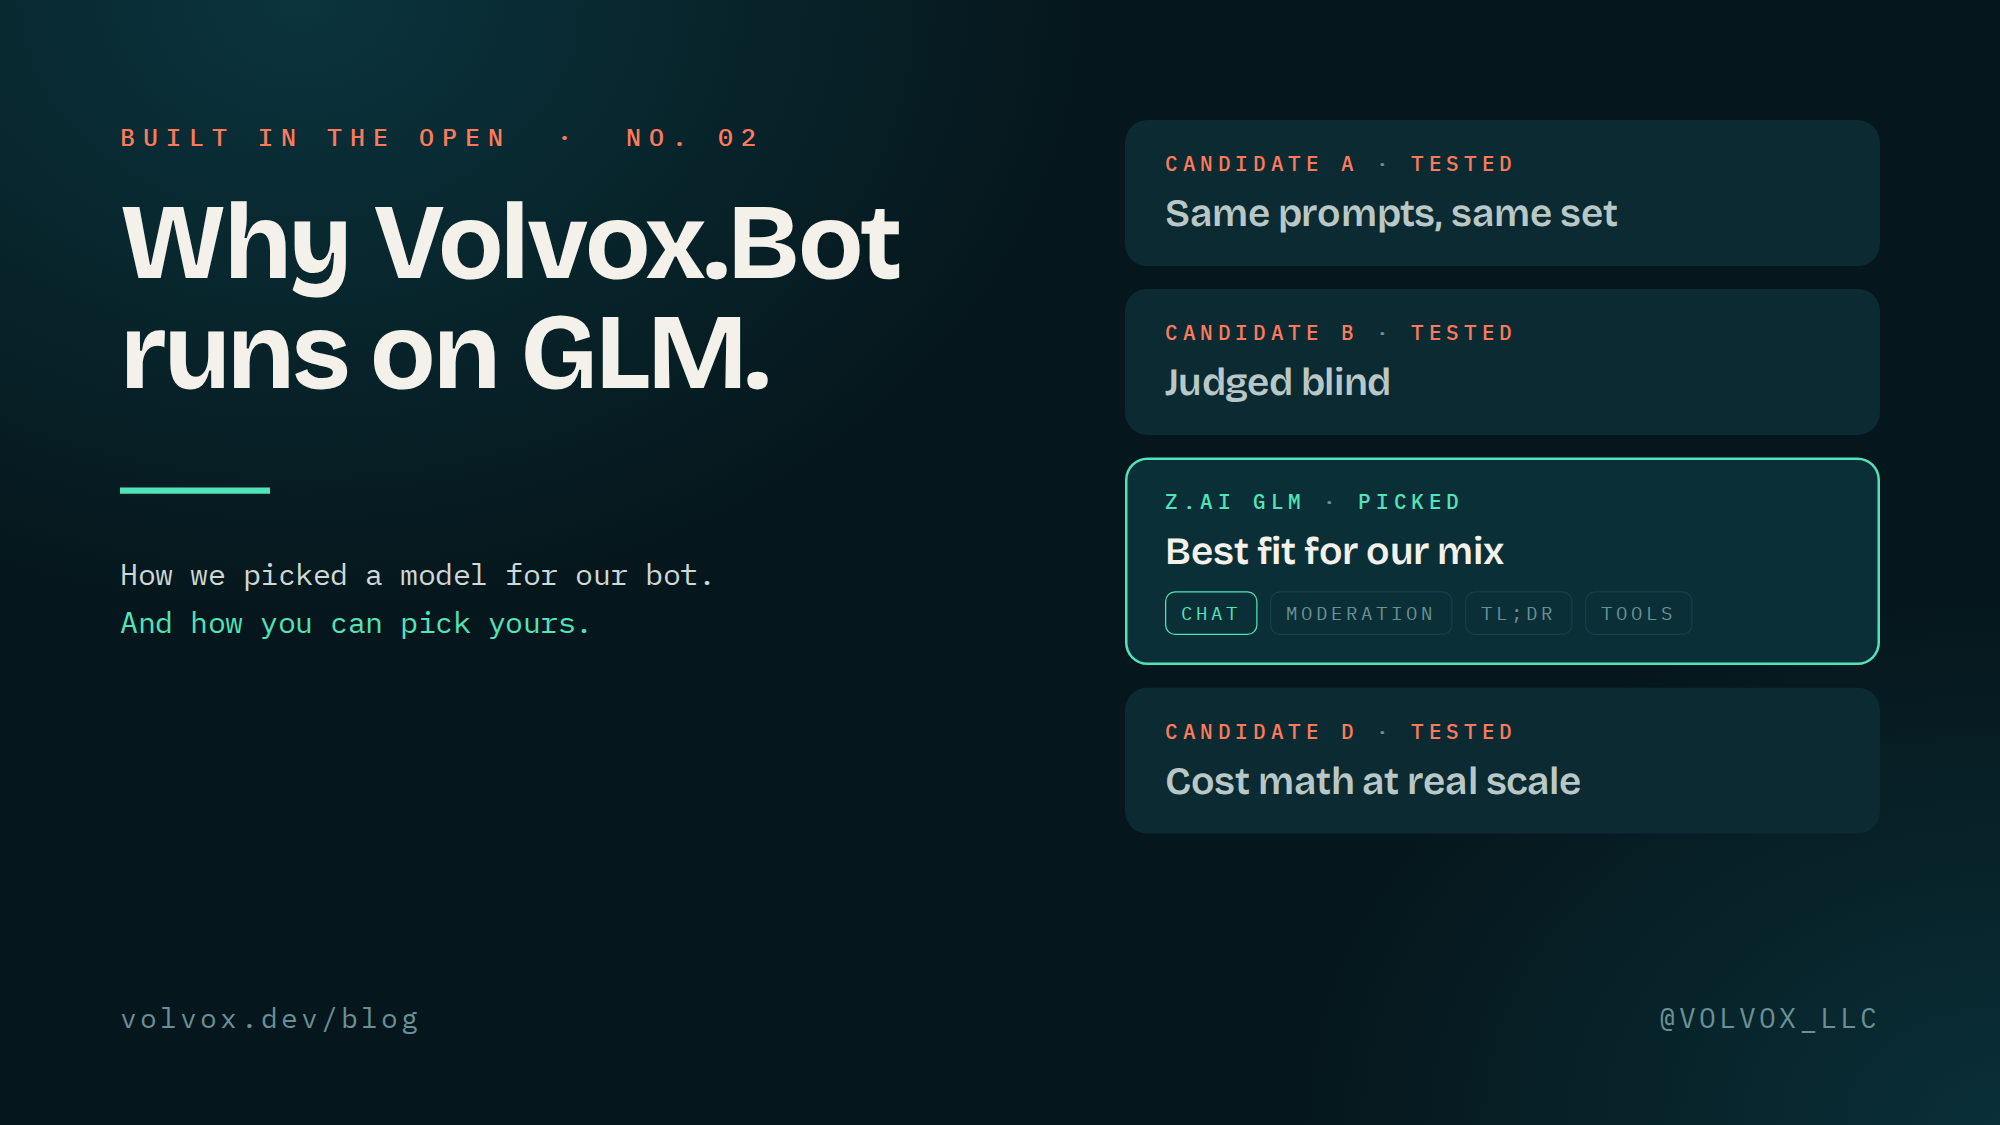 BUILT IN THE OPEN · NO. 02
Why Volvox.Bot
runs on GLM.
How we picked a model for our bot.
And how you can pick yours.
CANDIDATE A · TESTED
Same prompts, same set
CANDIDATE B · TESTED
Judged blind
Z.AI GLM · PICKED
Best fit for our mix
CHAT MODERATION TL;DR TOOLS
CANDIDATE D · TESTED
Cost math at real scale
volvox.dev/blog
@VOLVOX_LLC